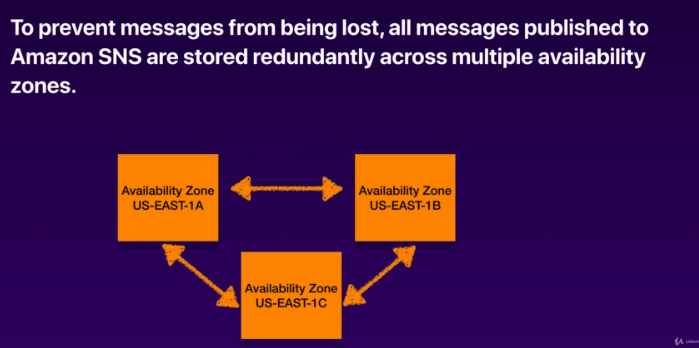 To prevent messages from being lost, all messages published to
Amazon SNS are stored redundantly across multiple availability
zones.
Availability Zone
US-EAST-1A
Availability Zone
US-EAST-1B
Availability Zone
US-EAST-1C